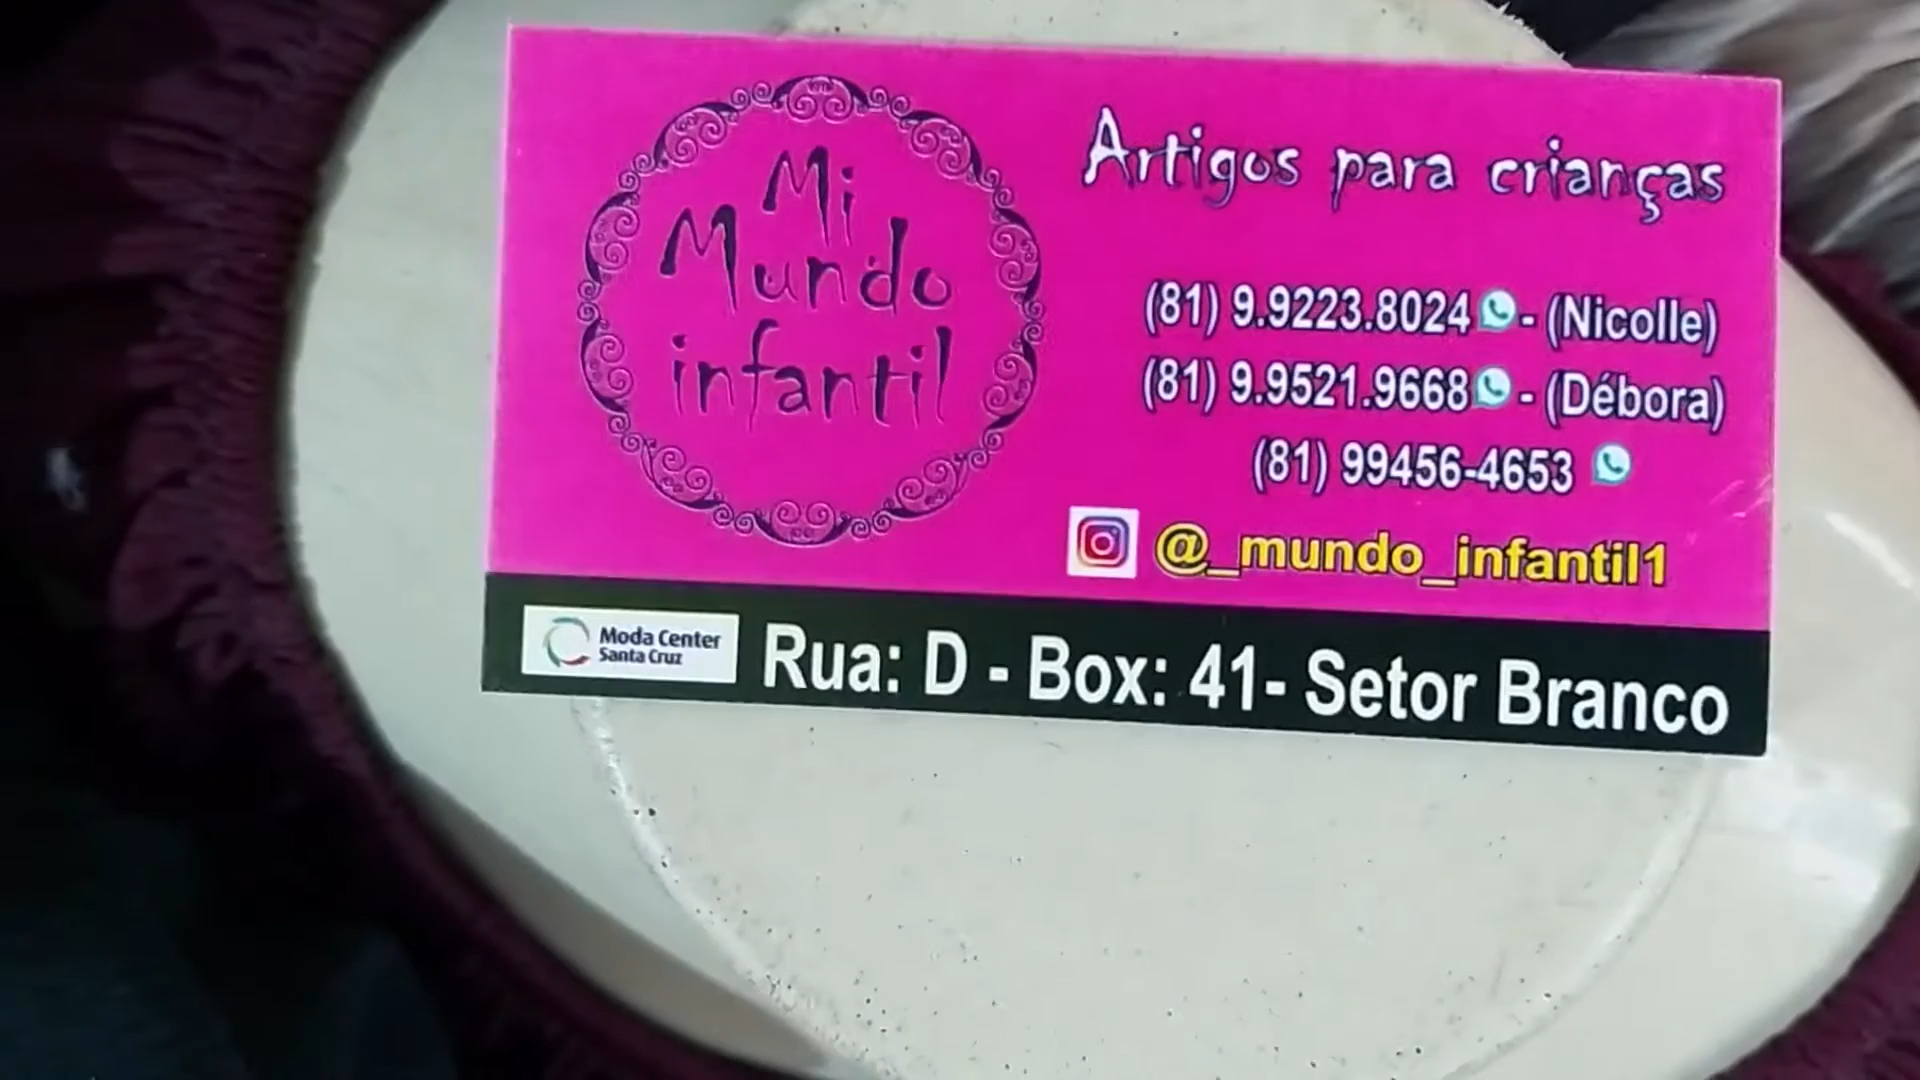 Mi
Mundo
infantil
Artigos para crianças
(81) 9.9223.8024 - (Nicolle)
(81) 9.9521.9668 - (Débora)
(81) 99456-4653
@_mundo_infantil1
Moda Center
Santa Cruz
Rua: D - Box: 41- Setor Branco